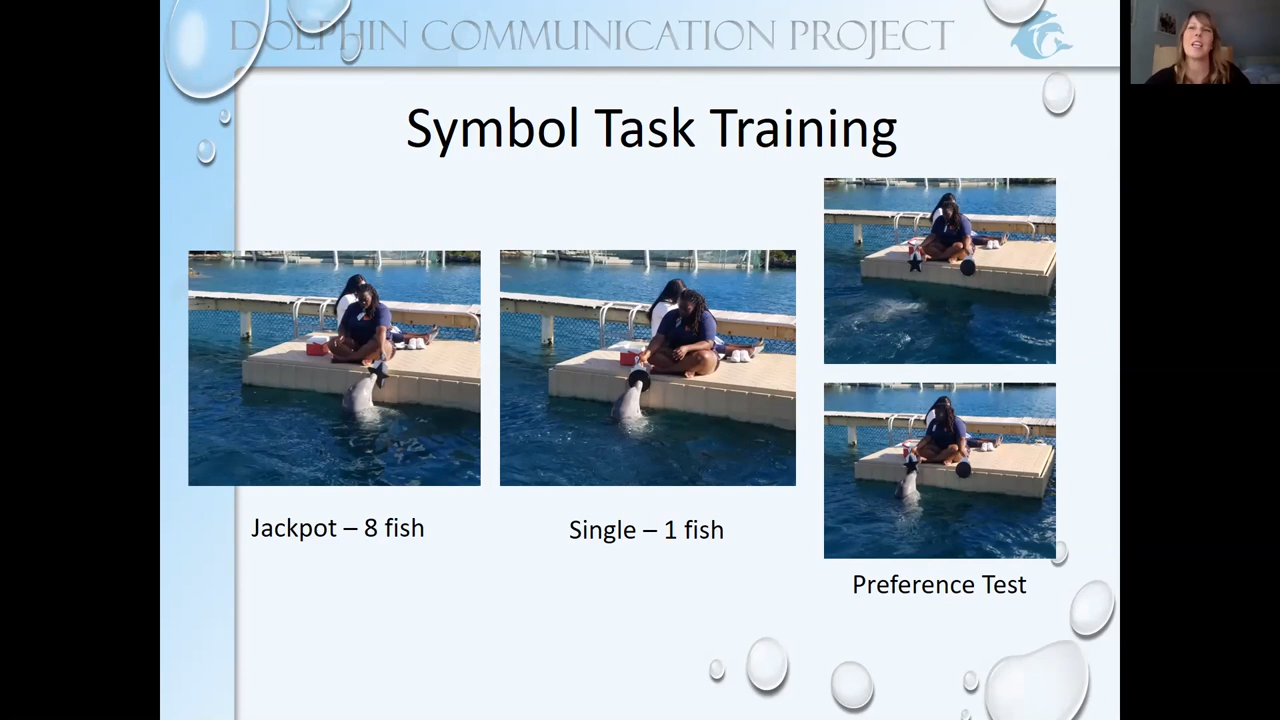 DOLPHIN COMMUNICATION PROJECT
Symbol Task Training
Jackpot – 8 fish
Single – 1 fish
Preference Test